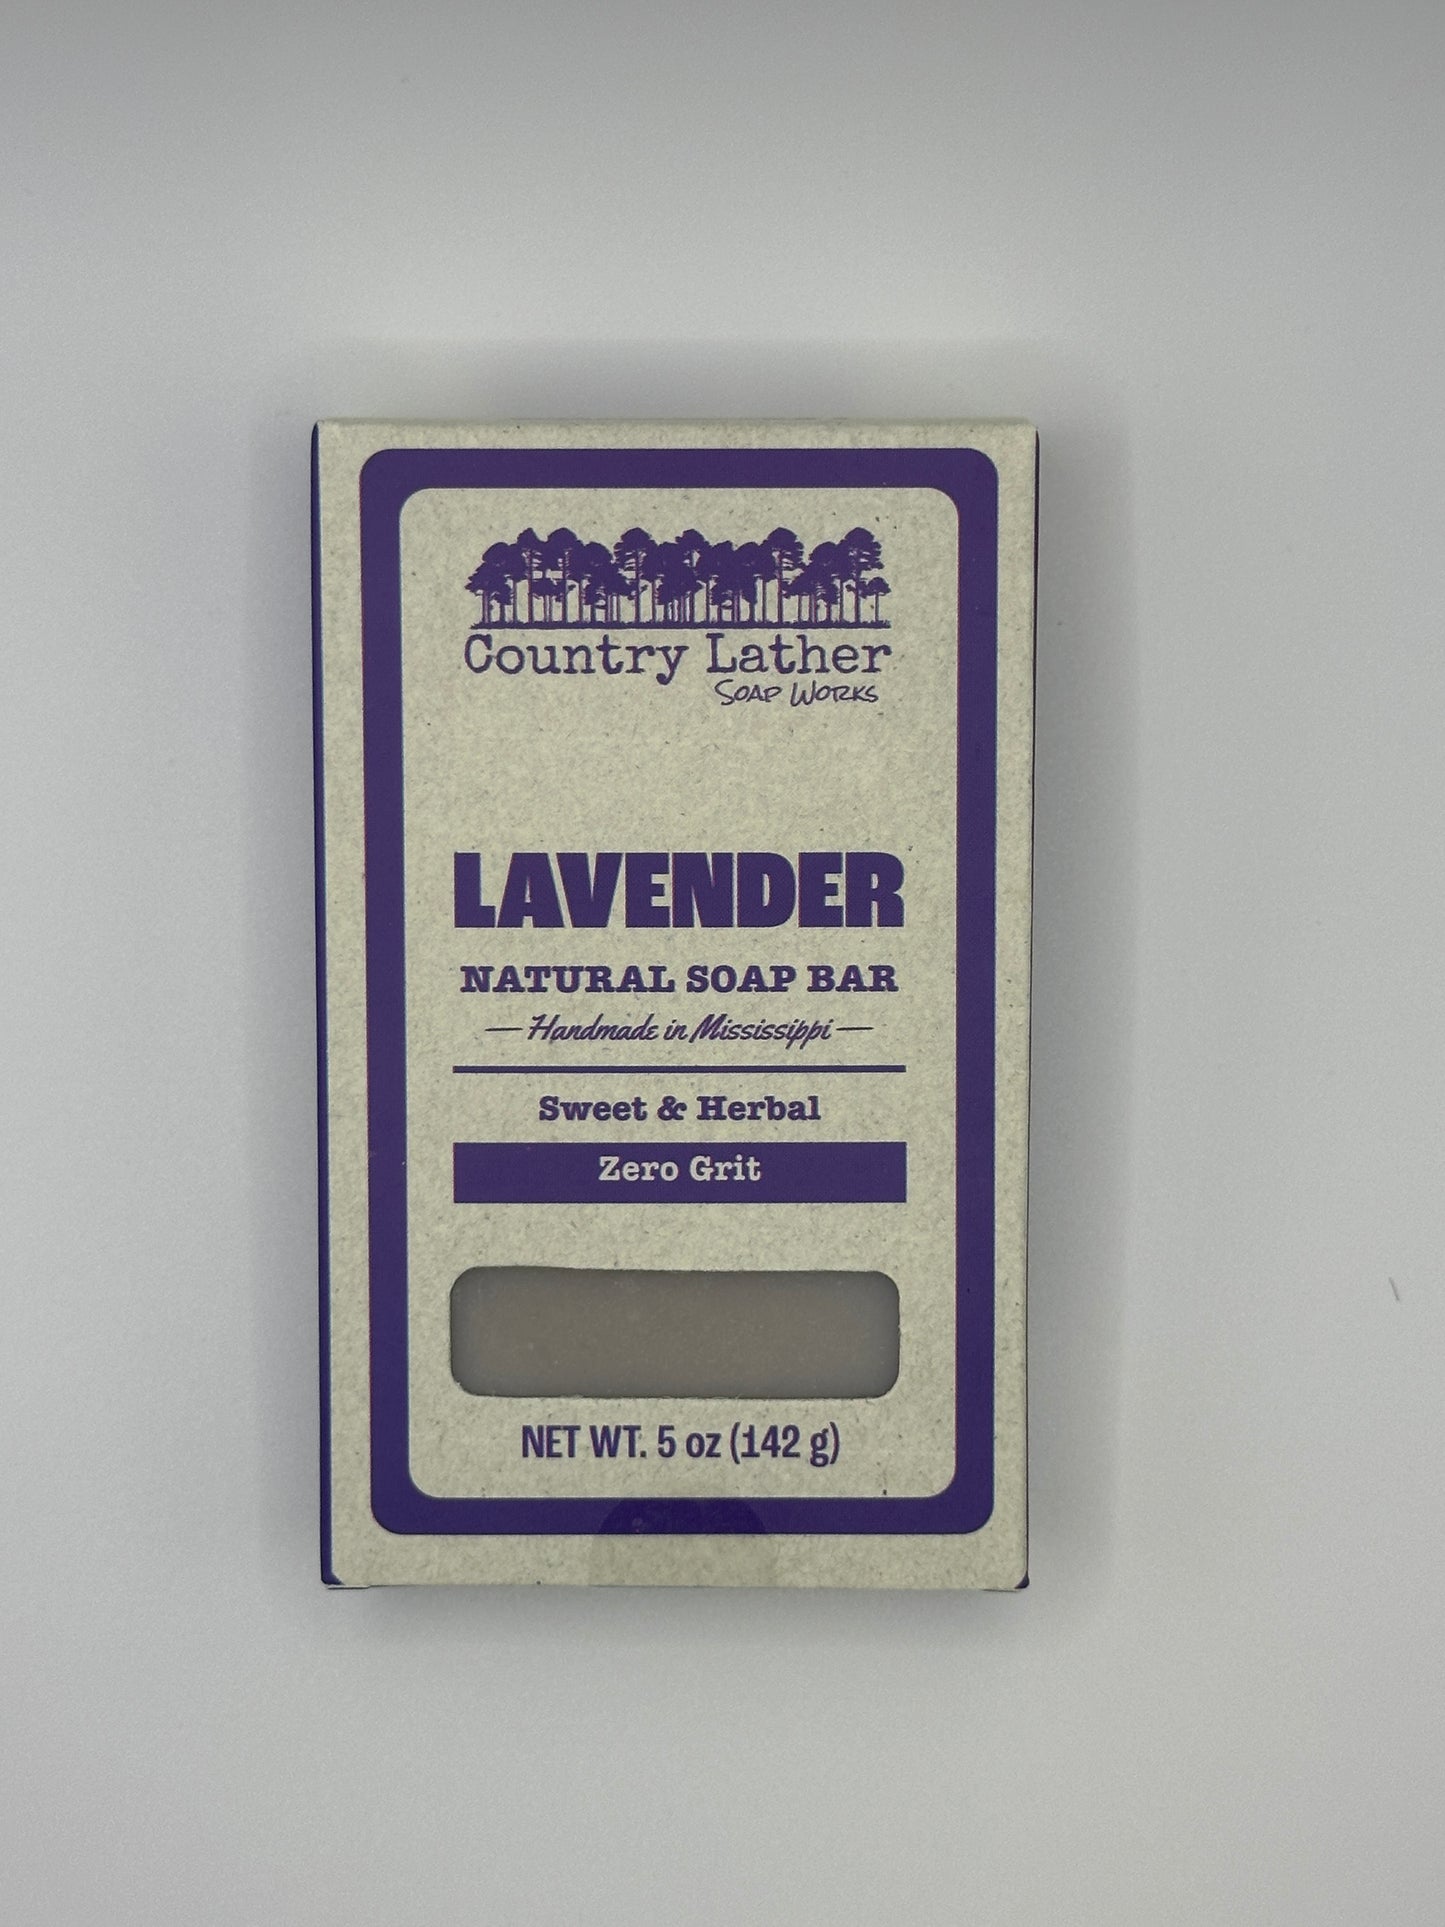 Country Lather
Soap Works
LAVENDER
NATURAL SOAP BAR
— Handmade in Mississippi —
Sweet & Herbal
Zero Grit
NET WT. 5 oz (142 g)